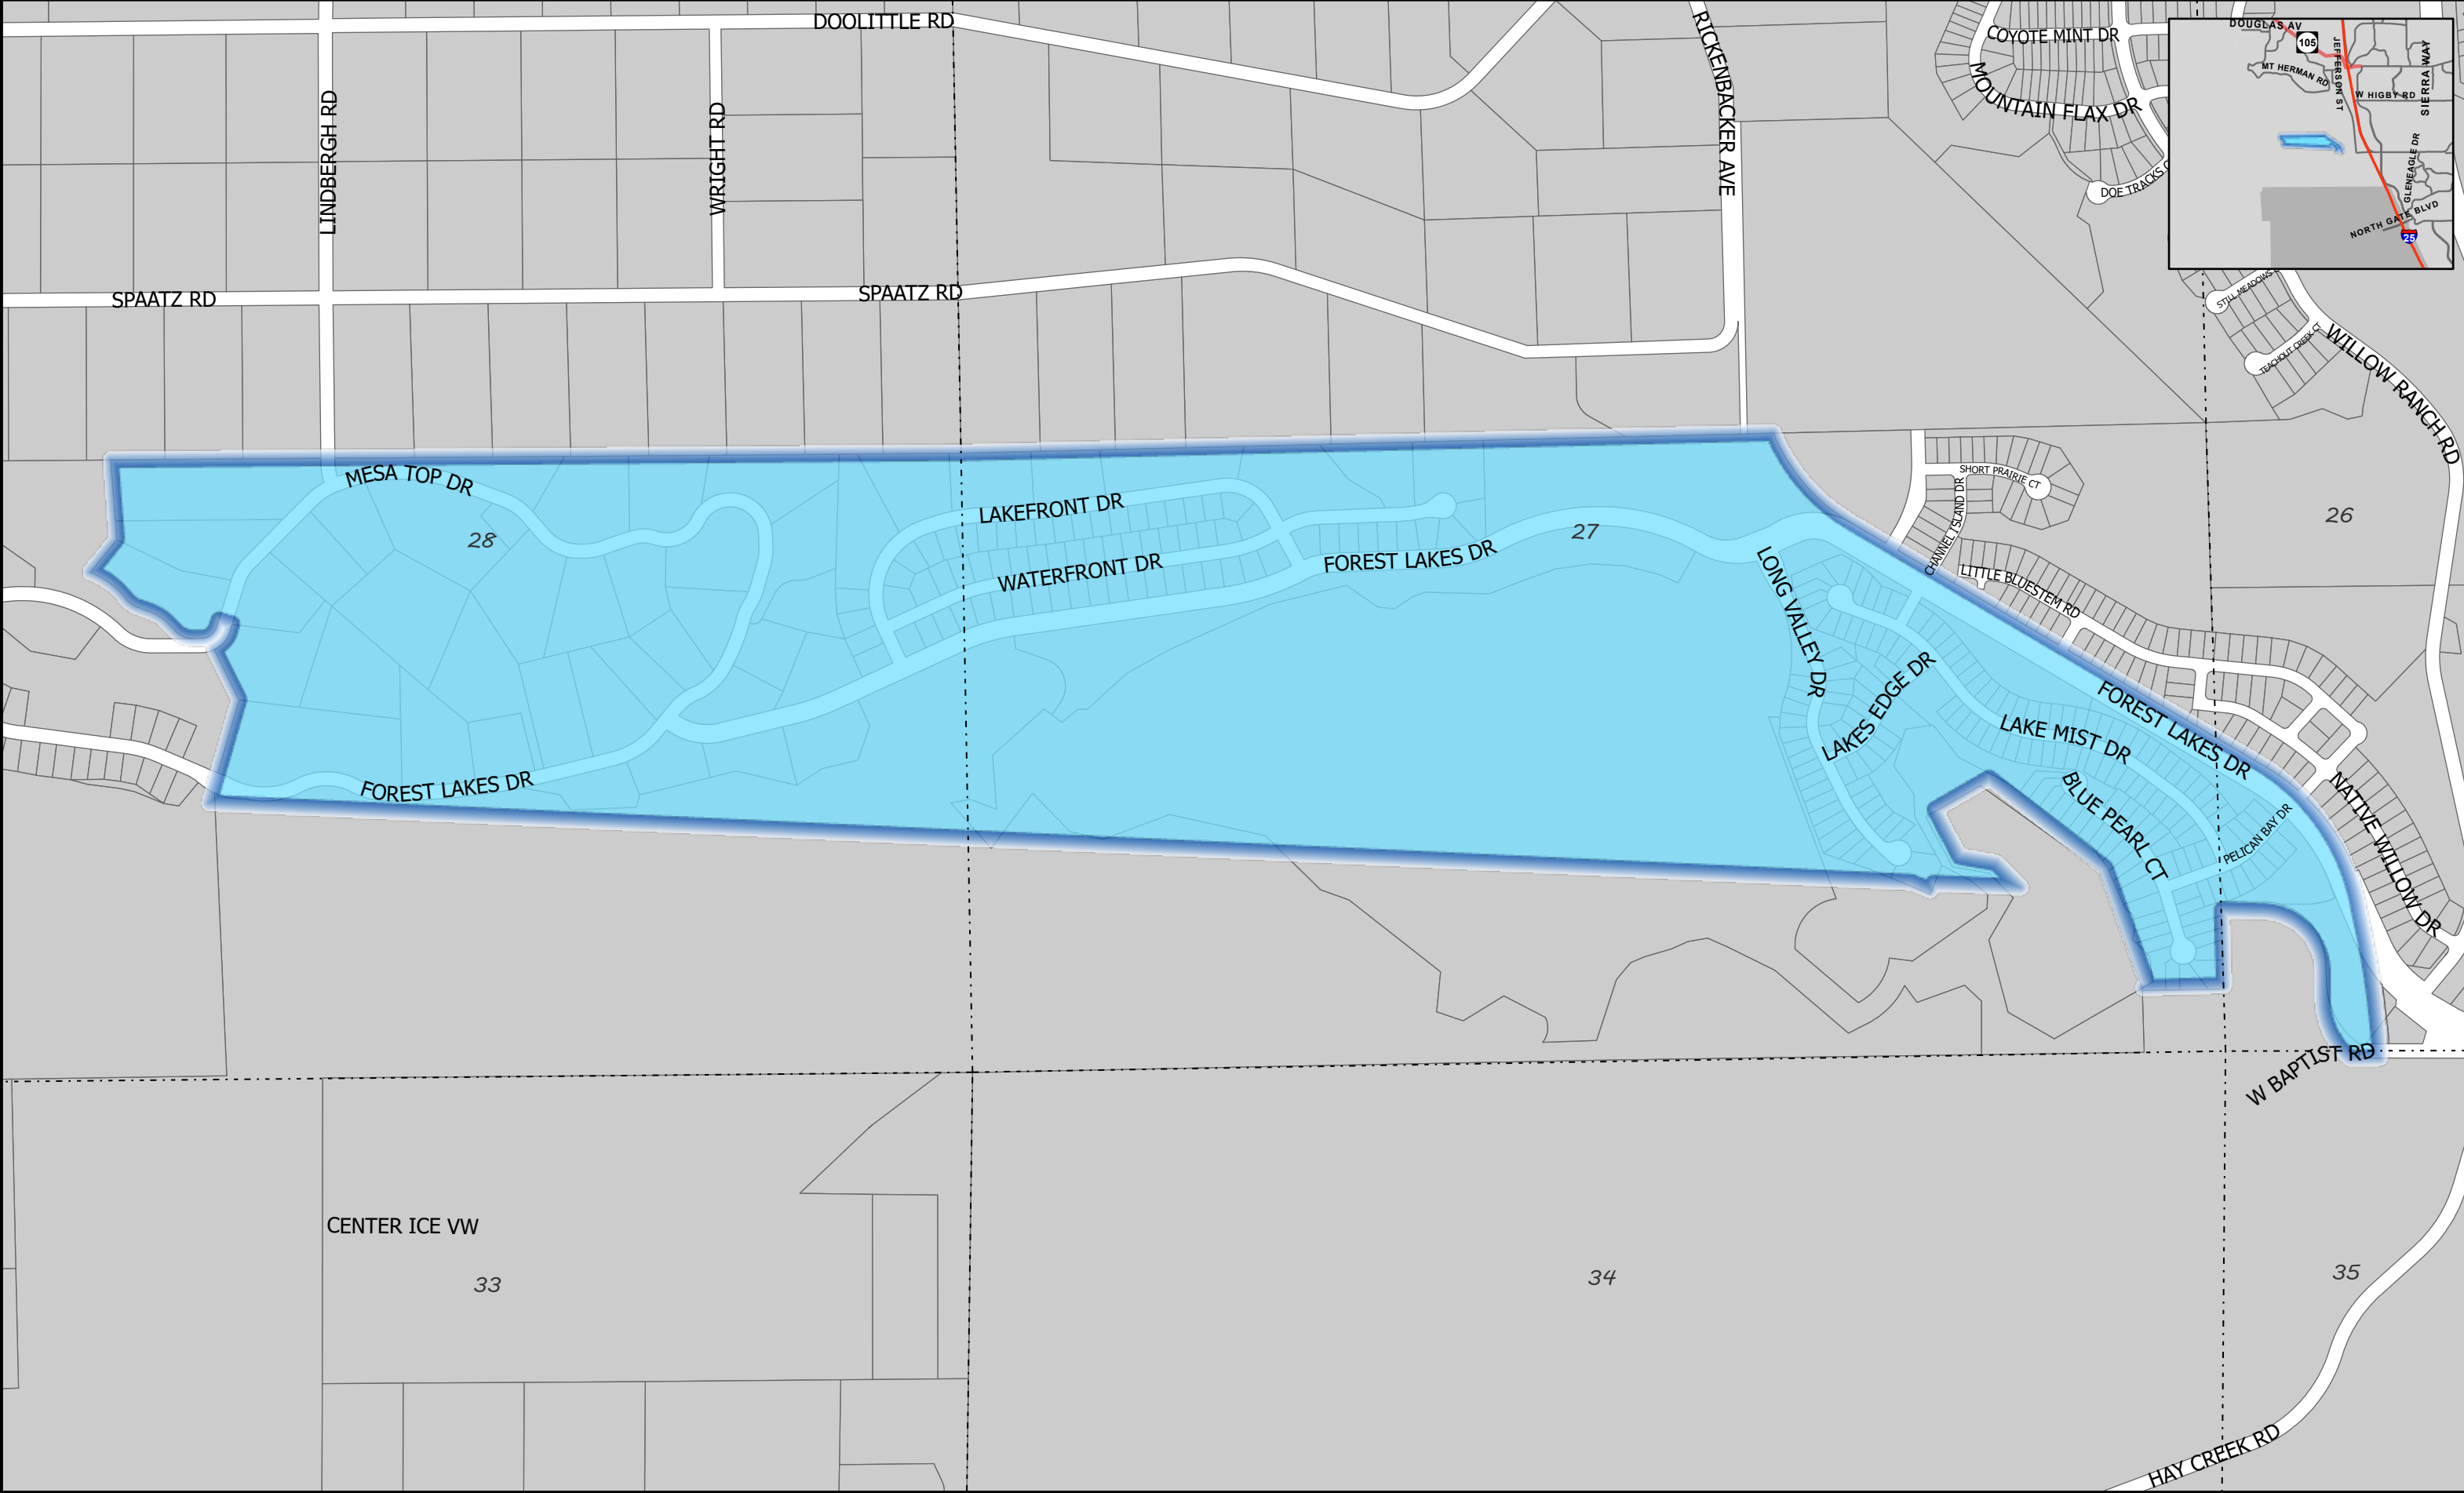 DOOLITTLE RD
LINDBERGH RD
WRIGHT RD
RICKENBACKER AVE
COYOTE MINT DR
MOUNTAIN FLAX DR
DOE TRACKS
DOUGLAS AV
105
JEFFERSON ST
MT HERMAN RD
W HIGBY RD
SIERRA WAY
GLENEAGLE DR
NORTH GATE BLVD
25
SPAATZ RD
SPAATZ RD
STILL MEADOWS
TEACHOUT CREEK CT
WILLOW RANCH RD
MESA TOP DR
28
LAKEFRONT DR
WATERFRONT DR
FOREST LAKES DR
27
SHORT PRAIRIE CT
CHANNEL ISLAND DR
LITTLE BLUESTEM RD
26
LONG VALLEY DR
LAKES EDGE DR
LAKE MIST DR
FOREST LAKES DR
BLUE PEARL CT
PELICAN BAY DR
NATIVE WILLOW DR
FOREST LAKES DR
W BAPTIST RD
CENTER ICE VW
33
34
35
HAY CREEK RD